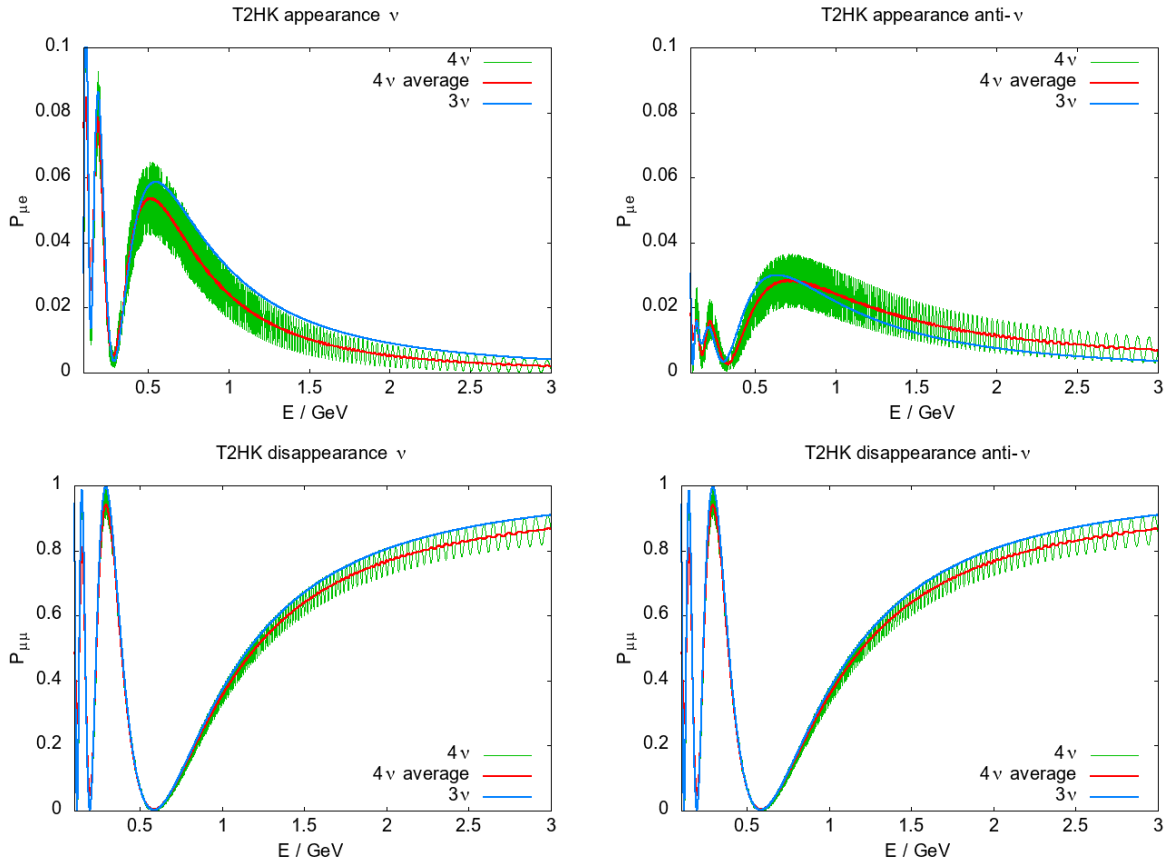 T2HK appearance ν
0.1
0.08
0.06
0.04
0.02
0
P μe
4ν
4ν average
3ν
0.5
1
1.5
2
2.5
3
E / GeV
T2HK appearance anti-ν
0.1
0.08
0.06
0.04
0.02
0
P μe
4ν
4ν average
3ν
0.5
1
1.5
2
2.5
3
E / GeV
T2HK disappearance ν
1
0.8
0.6
0.4
0.2
0
P μμ
4ν
4ν average
3ν
0.5
1
1.5
2
2.5
3
E / GeV
T2HK disappearance anti-ν
1
0.8
0.6
0.4
0.2
0
P μμ
4ν
4ν average
3ν
0.5
1
1.5
2
2.5
3
E / GeV